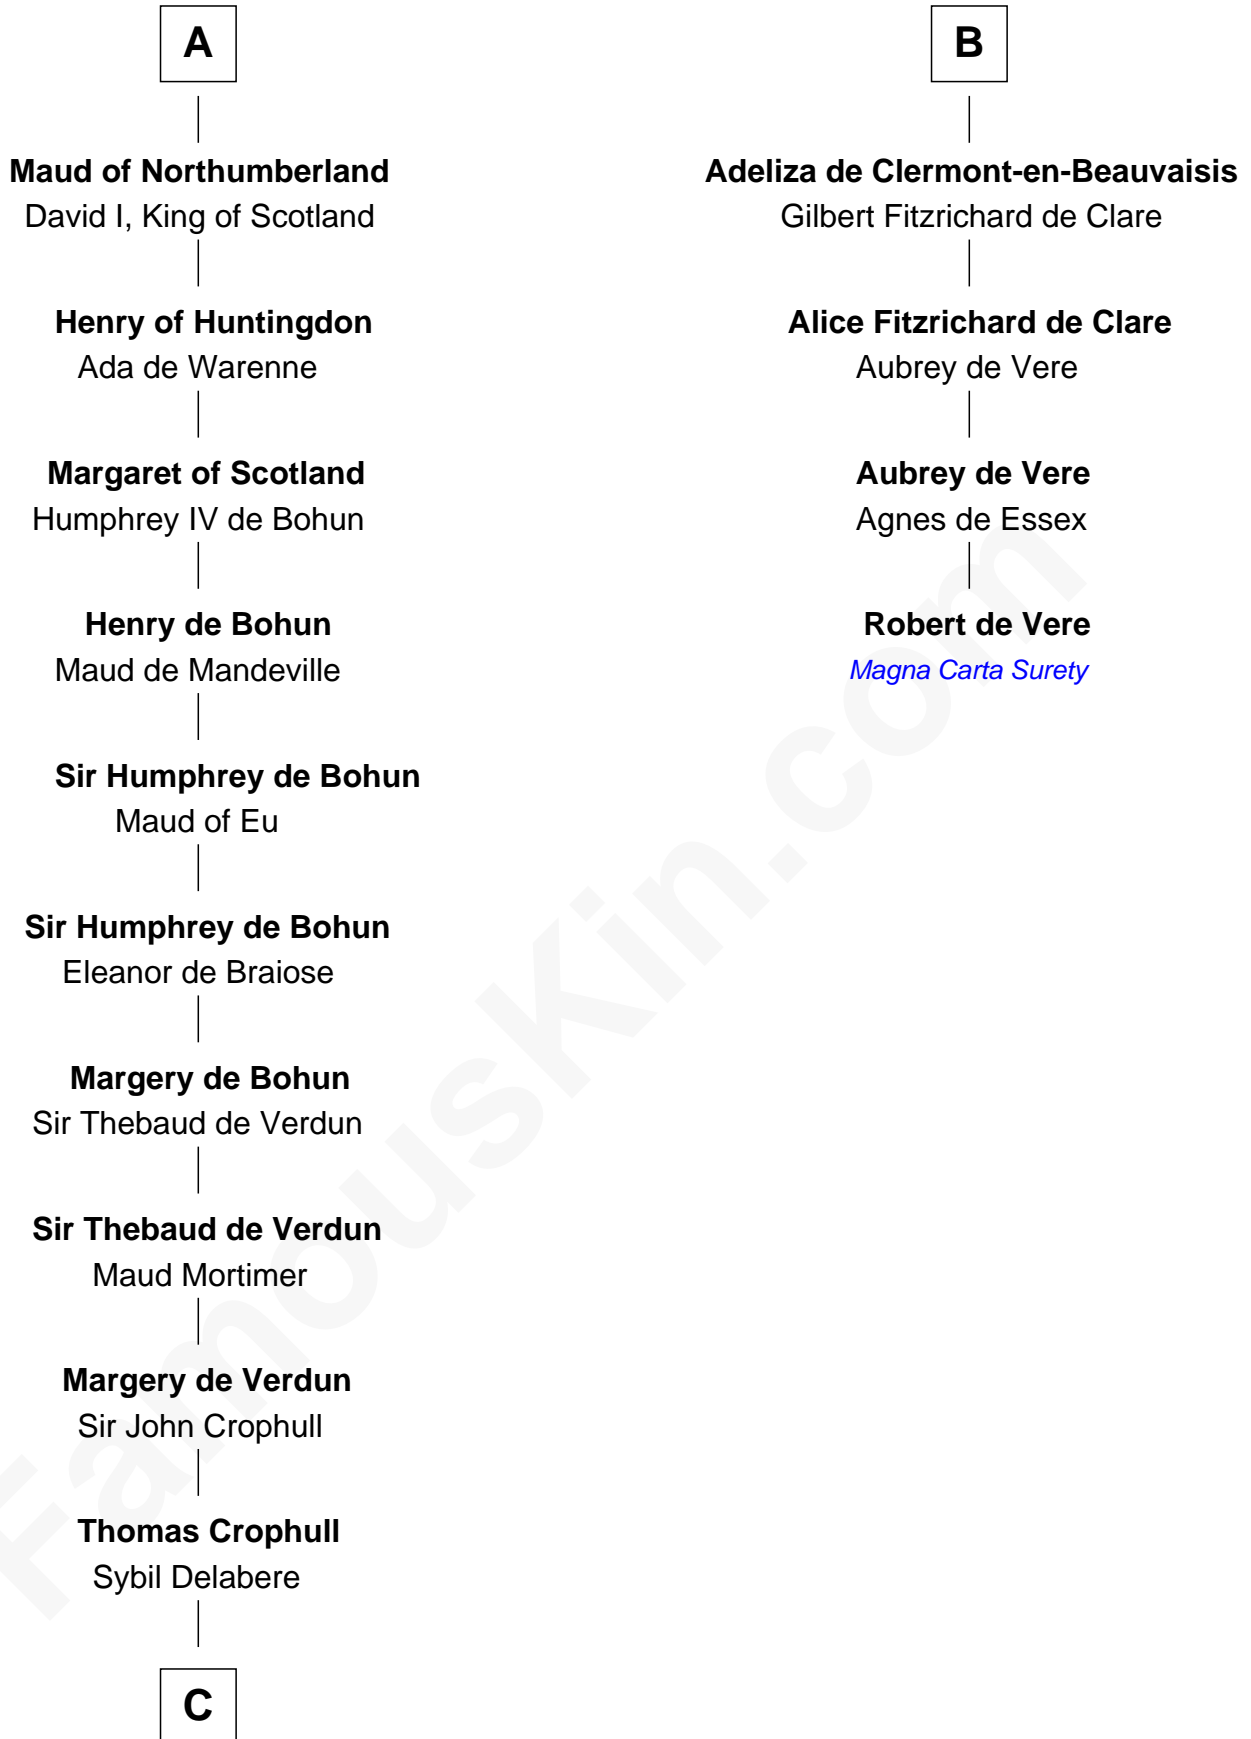 A
Maud of Northumberland
David I, King of Scotland
Henry of Huntingdon
Ada de Warenne
Margaret of Scotland
Humphrey IV de Bohun
Henry de Bohun
Maud de Mandeville
Sir Humphrey de Bohun
Maud of Eu
Sir Humphrey de Bohun
Eleanor de Braiose
Margery de Bohun
Sir Thebaud de Verdun
Sir Thebaud de Verdun
Maud Mortimer
Margery de Verdun
Sir John Crophull
Thomas Crophull
Sybil Delabere
C
B
Adeliza de Clermont-en-Beauvaisis
Gilbert Fitzrichard de Clare
Alice Fitzrichard de Clare
Aubrey de Vere
Aubrey de Vere
Agnes de Essex
Robert de Vere
Magna Carta Surety
FamousKin.com